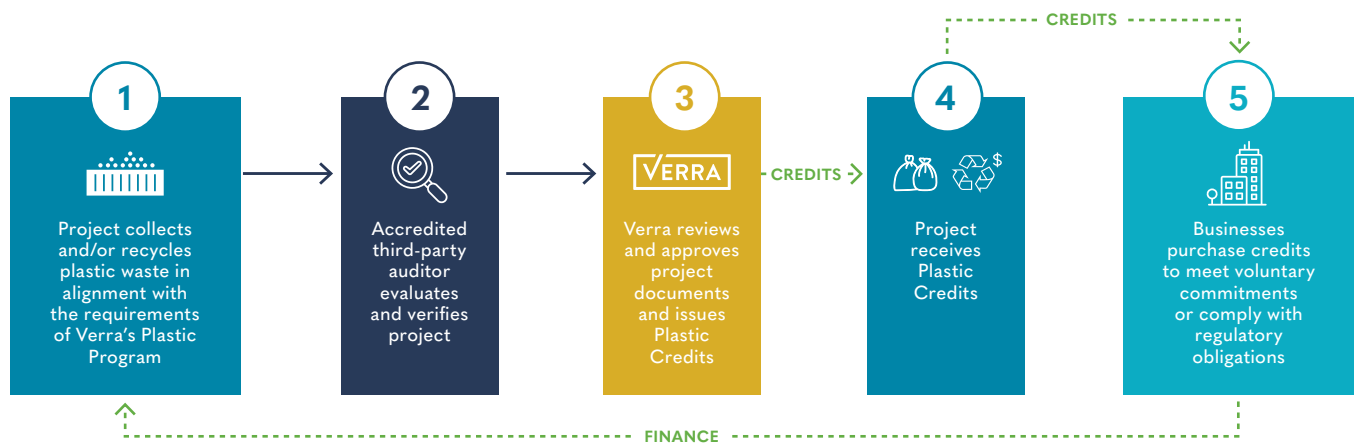 CREDITS
1
Project collects
and/or recycles
plastic waste in
alignment with
the requirements
of Verra’s Plastic
Program
2
Accredited
third-party
auditor
evaluates
and verifies
project
3
VERRA
Verra reviews
and approves
project
documents
and issues
Plastic
Credits
CREDITS
4
$
Project
receives
Plastic
Credits
5
Businesses
purchase credits
to meet voluntary
commitments
or comply with
regulatory
obligations
FINANCE